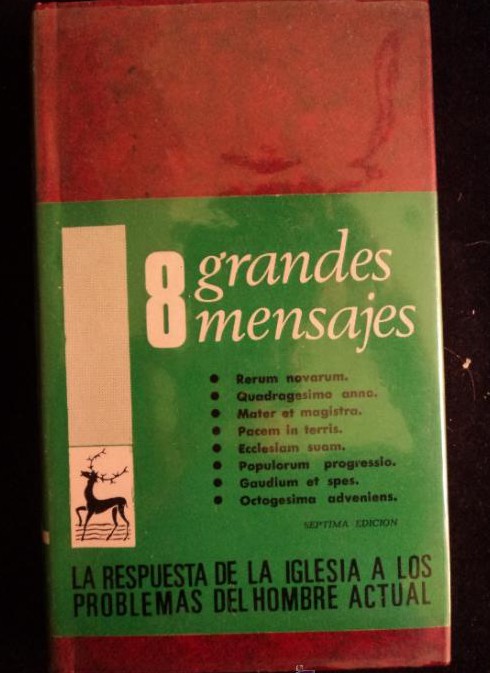 8 grandes
mensajes
● Rerum novarum.
● Quadragesimo anno.
● Mater et magistra.
● Pacem in terris.
● Ecclesiam suam.
● Populorum progressio.
● Gaudium et spes.
● Octogesima adveniens.
SEPTIMA EDICION
LA RESPUESTA DE LA IGLESIA A LOS
PROBLEMAS DEL HOMBRE ACTUAL